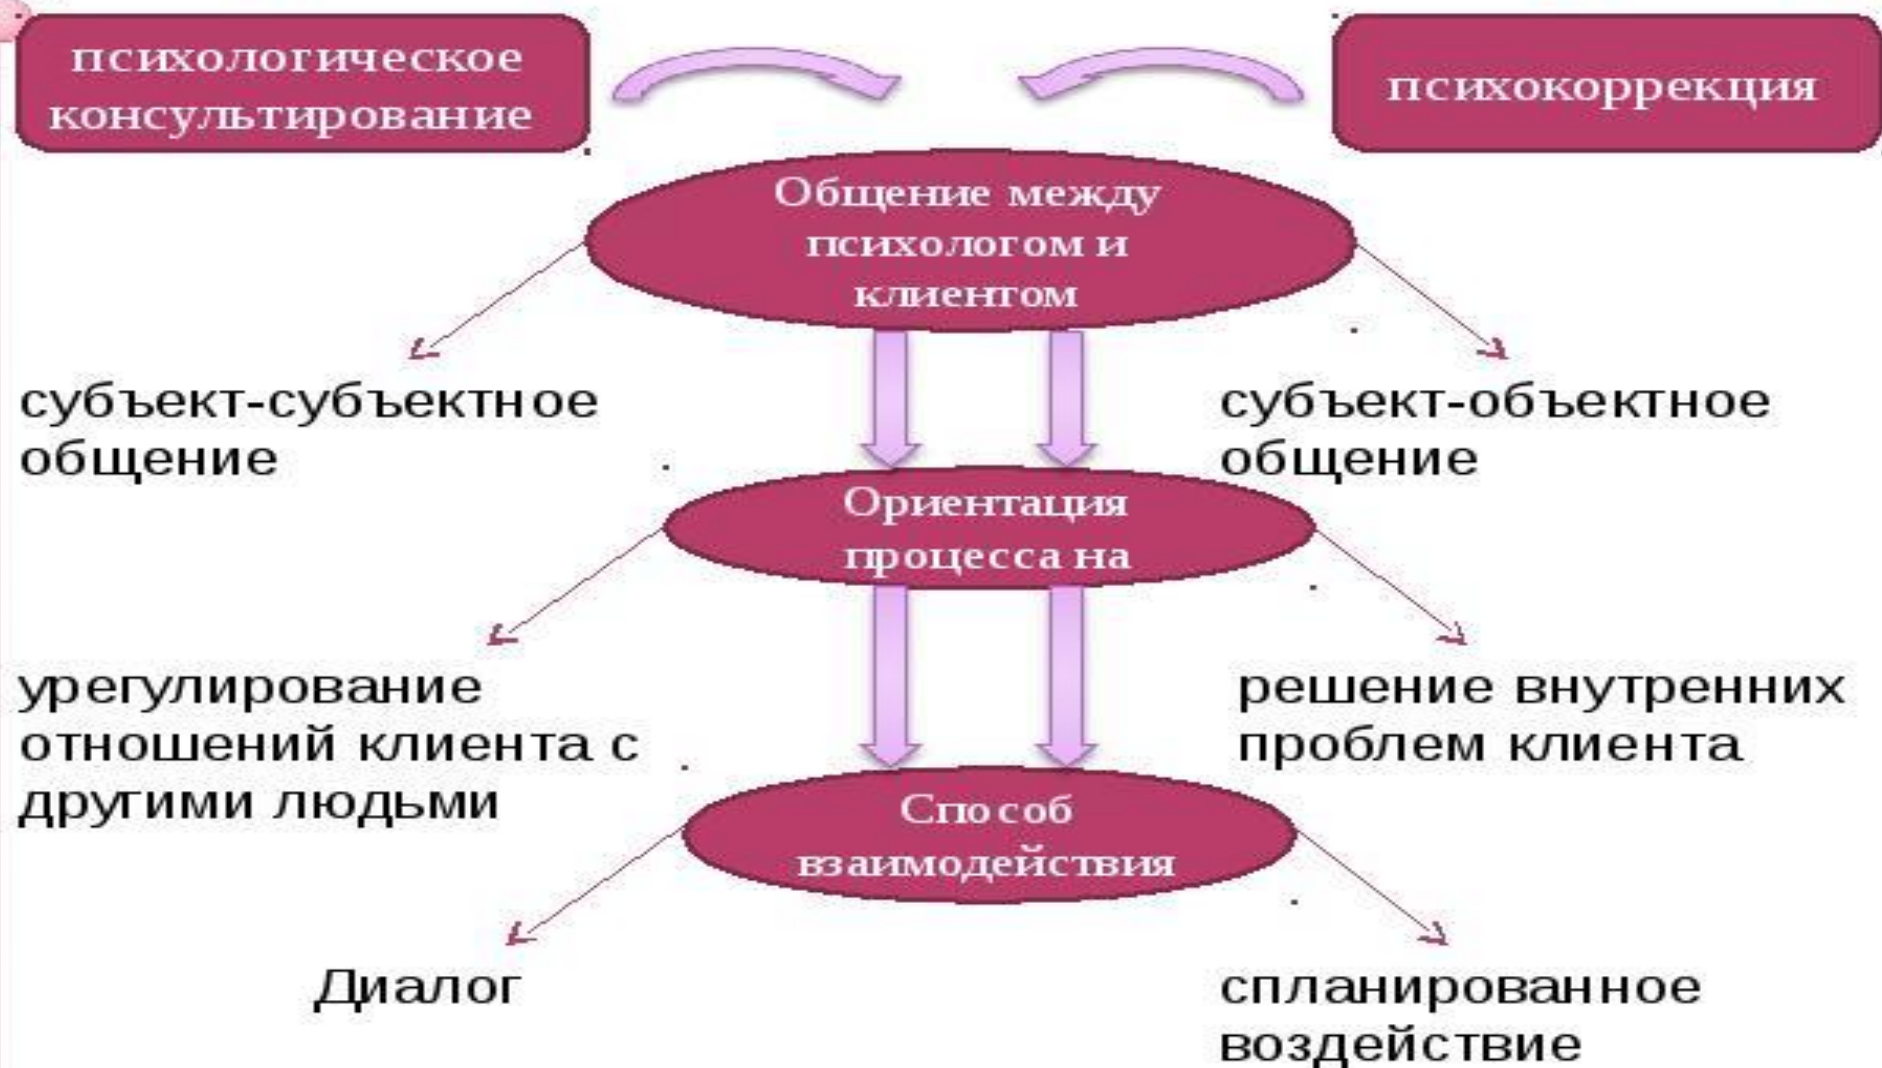 психологическое
консультирование
психокоррекция
Общение между
психологом и
клиентом
субъект-субъектное
общение
субъект-объектное
общение
Ориентация
процесса на
урегулирование
отношений клиента с
другими людьми
решение внутренних
проблем клиента
Способ
взаимодействия
Диалог
спланированное
воздействие